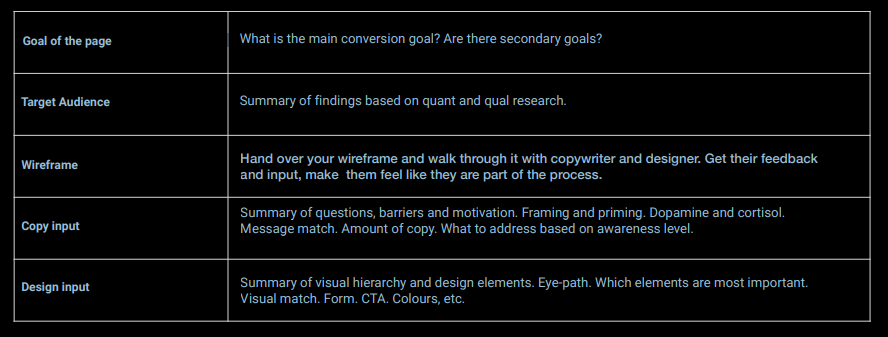 Goal of the page
What is the main conversion goal? Are there secondary goals?
Target Audience
Summary of findings based on quant and qual research.
Wireframe
Hand over your wireframe and walk through it with copywriter and designer. Get their feedback
and input, make  them feel like they are part of the process.
Copy input
Summary of questions, barriers and motivation. Framing and priming. Dopamine and cortisol.
Message match. Amount of copy. What to address based on awareness level.
Design input
Summary of visual hierarchy and design elements. Eye-path. Which elements are most important.
Visual match. Form. CTA. Colours, etc.